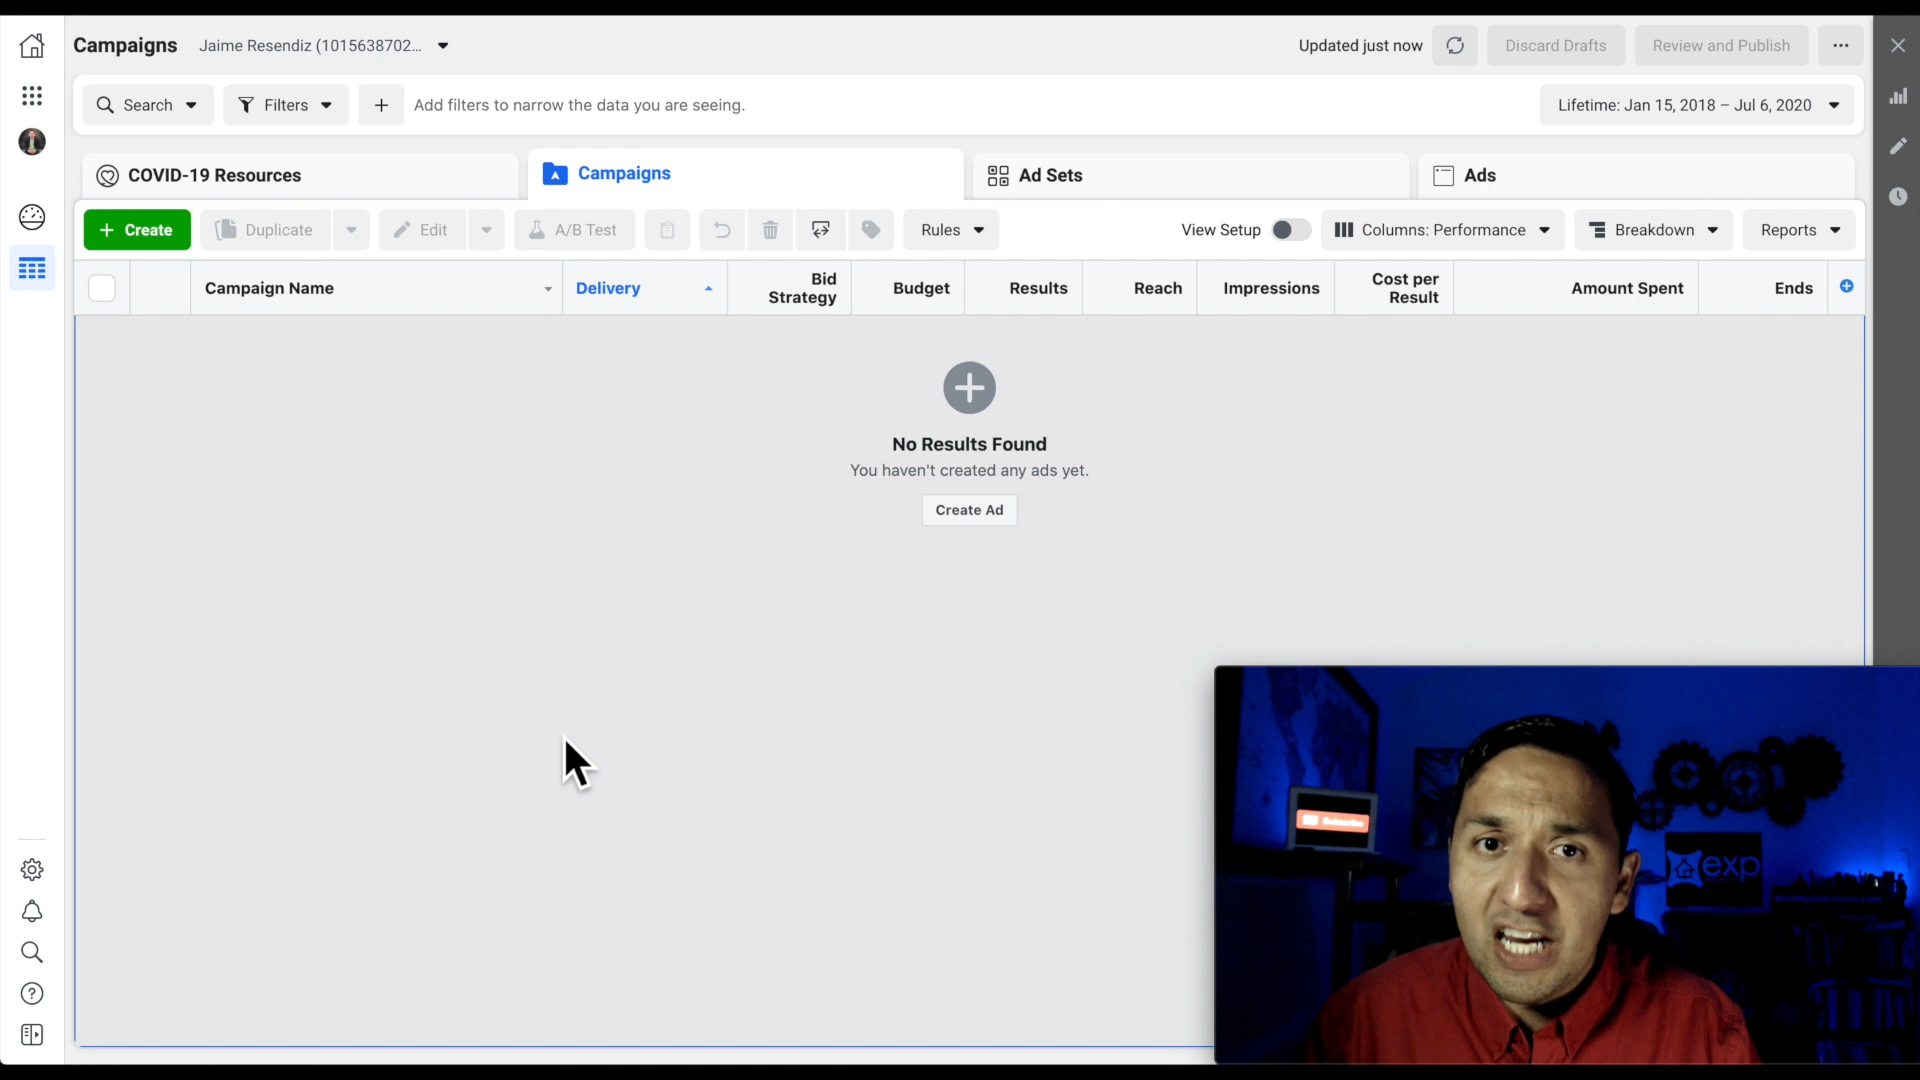 Campaigns
Jaime Resendiz (1015638702...
Updated just now
Discard Drafts
Review and Publish
Search
Filters
Add filters to narrow the data you are seeing.
Lifetime: Jan 15, 2018 – Jul 6, 2020
COVID-19 Resources
Campaigns
Ad Sets
Ads
+ Create
Duplicate
Edit
A/B Test
Rules
View Setup
Columns: Performance
Breakdown
Reports
Campaign Name
Delivery
Bid
Strategy
Budget
Results
Reach
Impressions
Cost per
Result
Amount Spent
Ends
No Results Found
You haven't created any ads yet.
Create Ad
Subscribe
exp